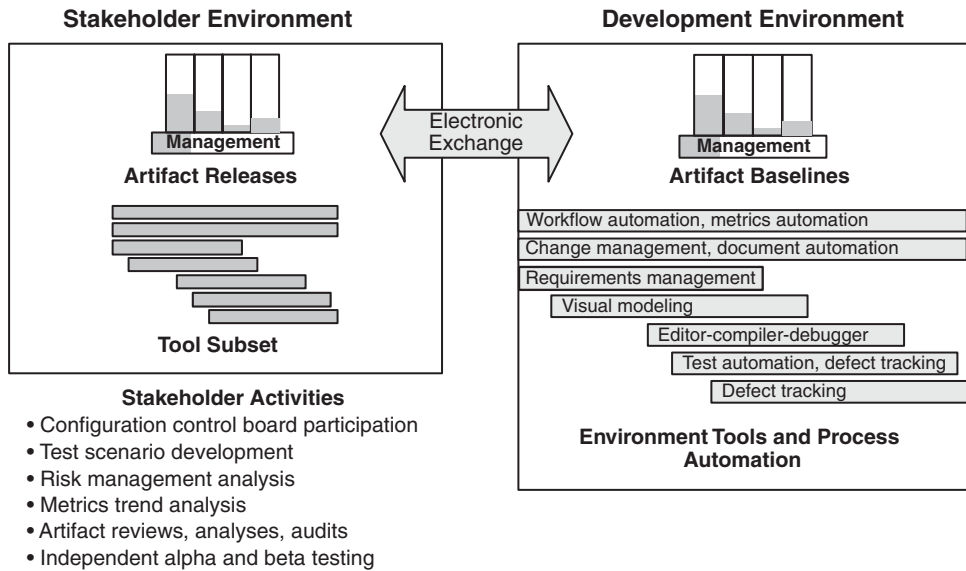 Stakeholder Environment
Management
Artifact Releases
Tool Subset
Stakeholder Activities
• Configuration control board participation
• Test scenario development
• Risk management analysis
• Metrics trend analysis
• Artifact reviews, analyses, audits
• Independent alpha and beta testing
Electronic
Exchange
Development Environment
Management
Artifact Baselines
Workflow automation, metrics automation
Change management, document automation
Requirements management
Visual modeling
Editor-compiler-debugger
Test automation, defect tracking
Defect tracking
Environment Tools and Process
Automation